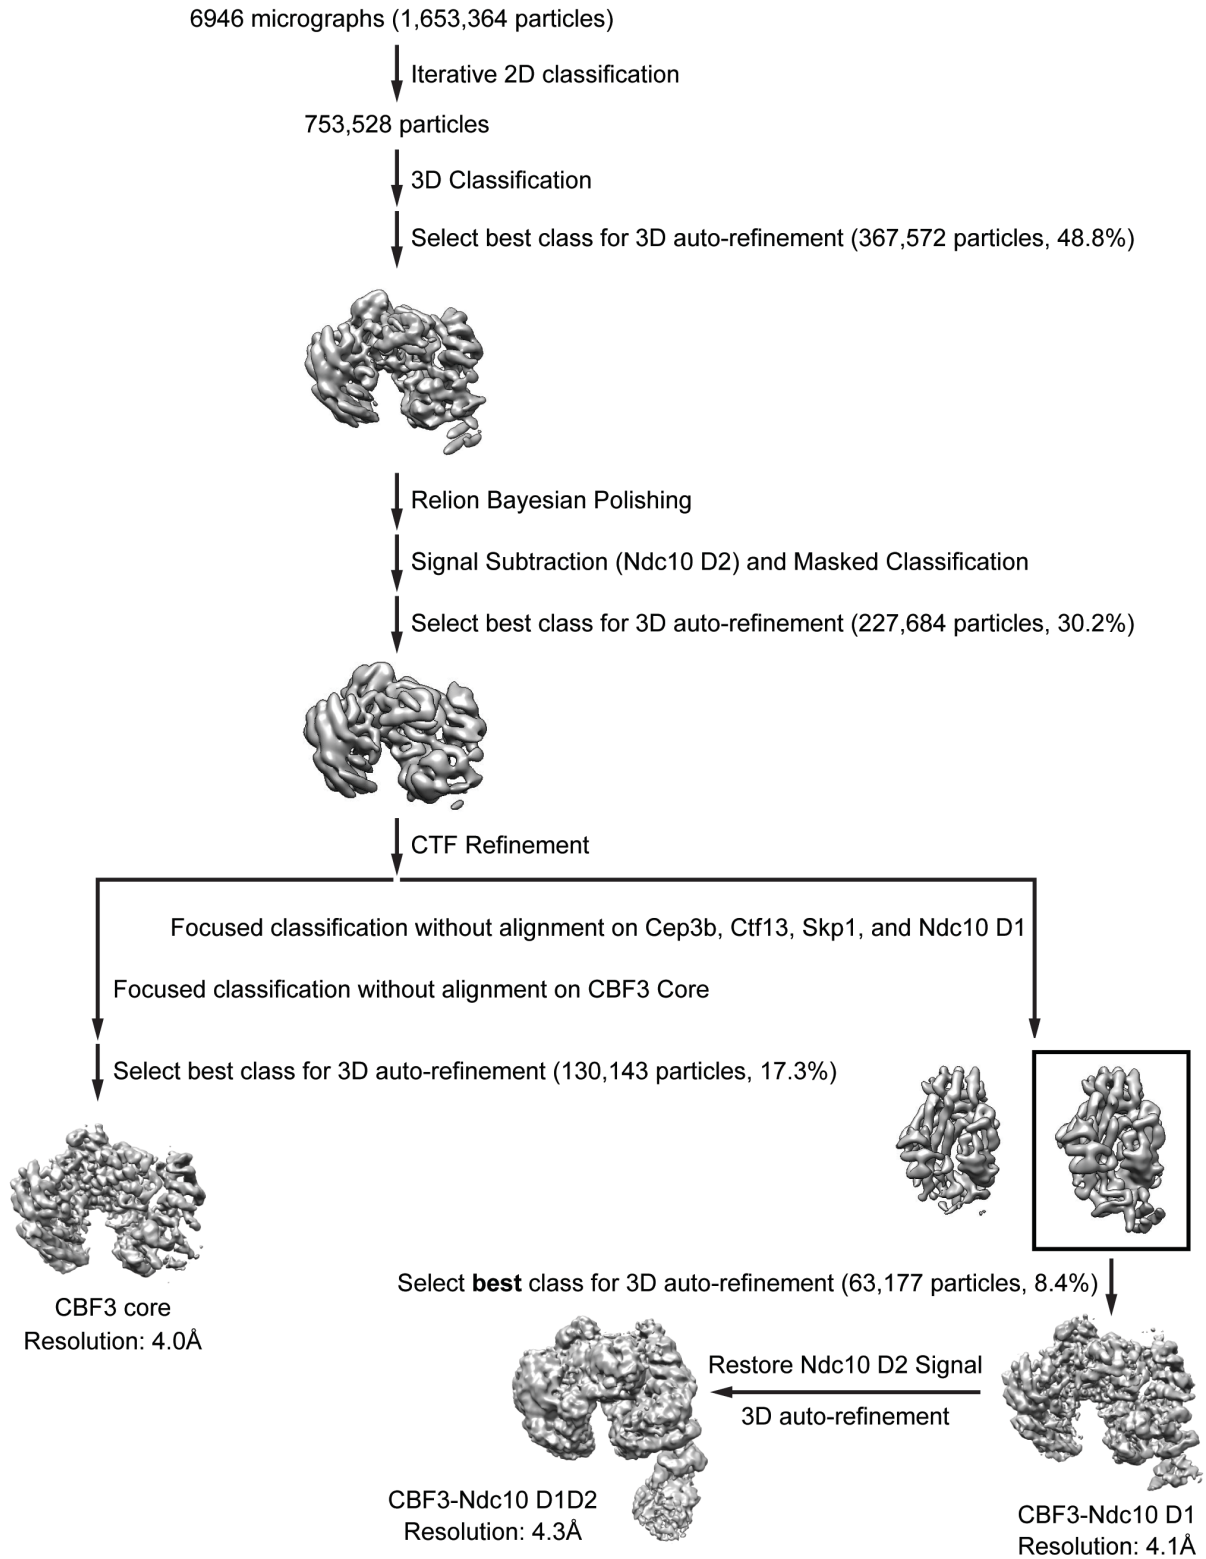 6946 micrographs (1,653,364 particles)
Iterative 2D classification
753,528 particles
3D Classification
Select best class for 3D auto-refinement (367,572 particles, 48.8%)
Relion Bayesian Polishing
Signal Subtraction (Ndc10 D2) and Masked Classification
Select best class for 3D auto-refinement (227,684 particles, 30.2%)
CTF Refinement
Focused classification without alignment on Cep3b, Ctf13, Skp1, and Ndc10 D1
Focused classification without alignment on CBF3 Core
Select best class for 3D auto-refinement (130,143 particles, 17.3%)
CBF3 core
Resolution: 4.0Å
Select best class for 3D auto-refinement (63,177 particles, 8.4%)
Restore Ndc10 D2 Signal
3D auto-refinement
CBF3-Ndc10 D1D2
Resolution: 4.3Å
CBF3-Ndc10 D1
Resolution: 4.1Å